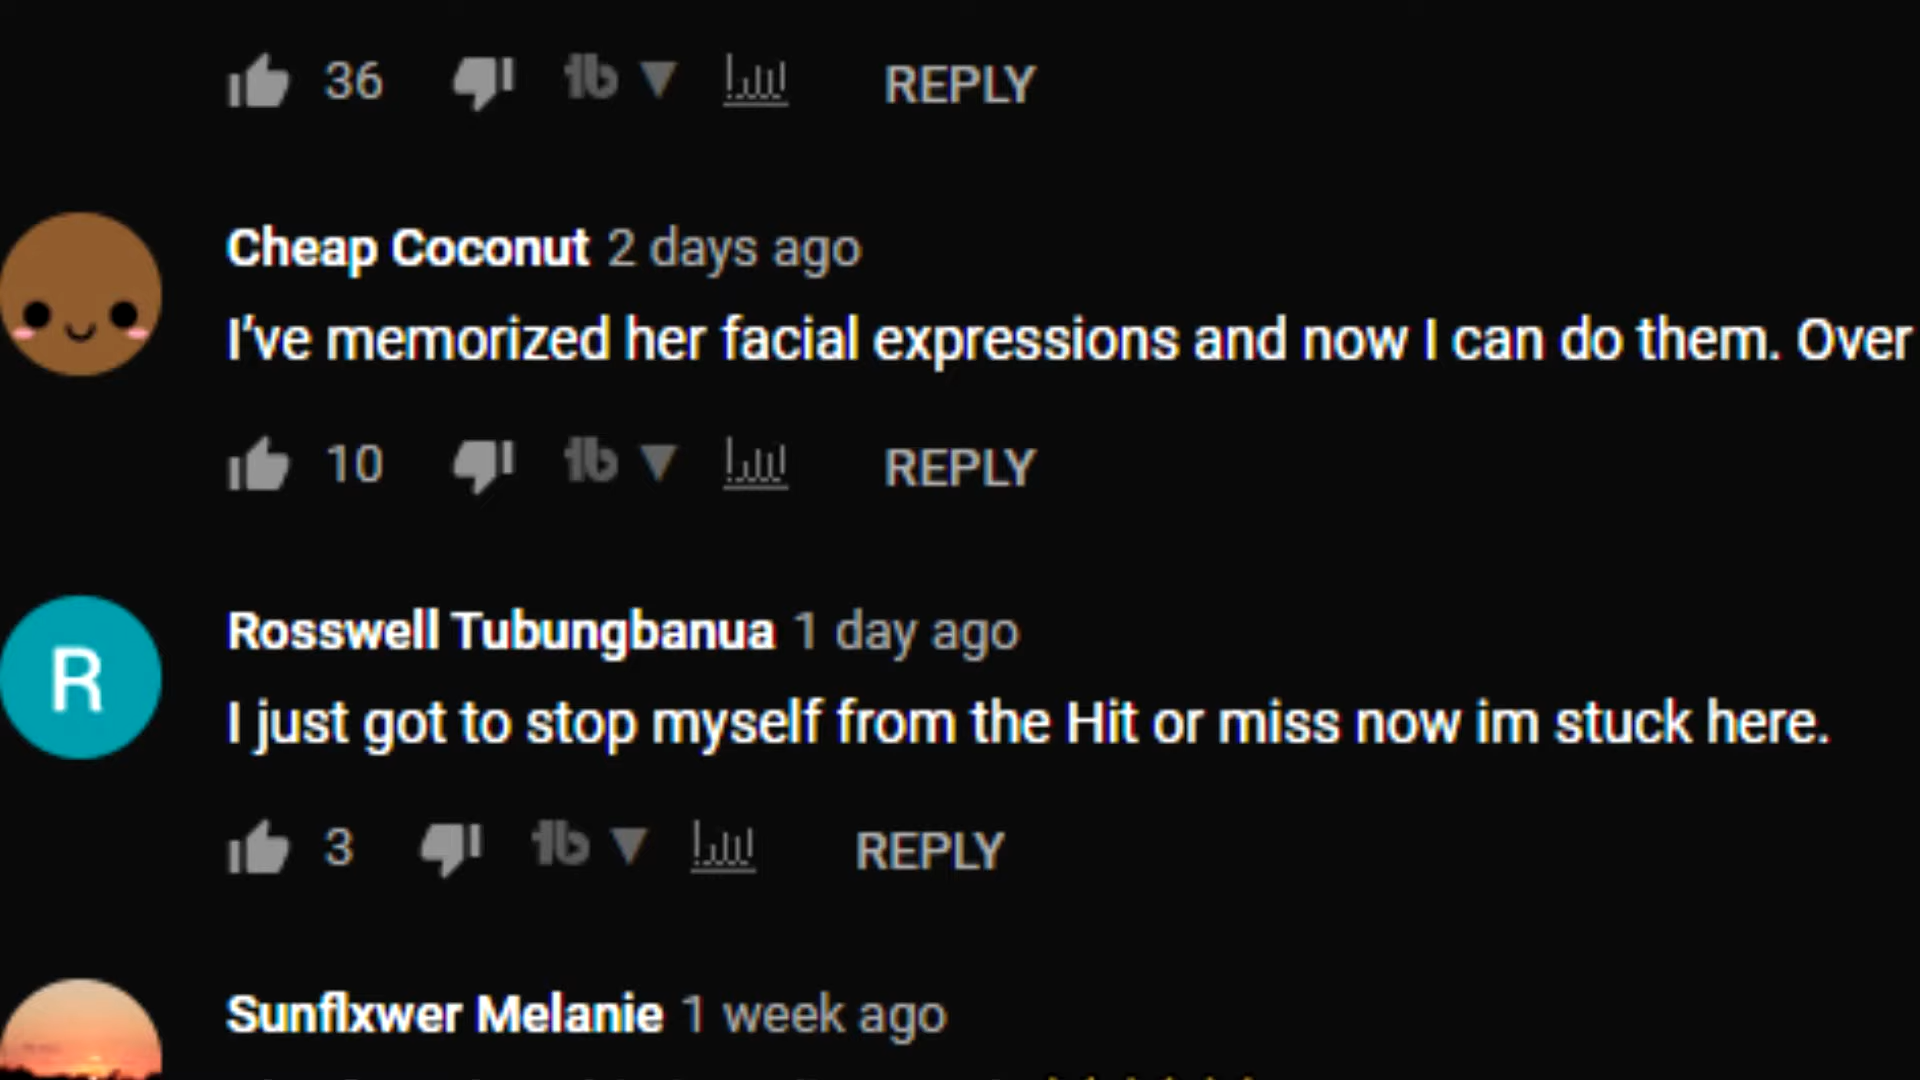 36 REPLY
Cheap Coconut 2 days ago
I've memorized her facial expressions and now I can do them. Over
10 REPLY
R
Rosswell Tubungbanua 1 day ago
I just got to stop myself from the Hit or miss now im stuck here.
3 REPLY
Sunflxwer Melanie 1 week ago